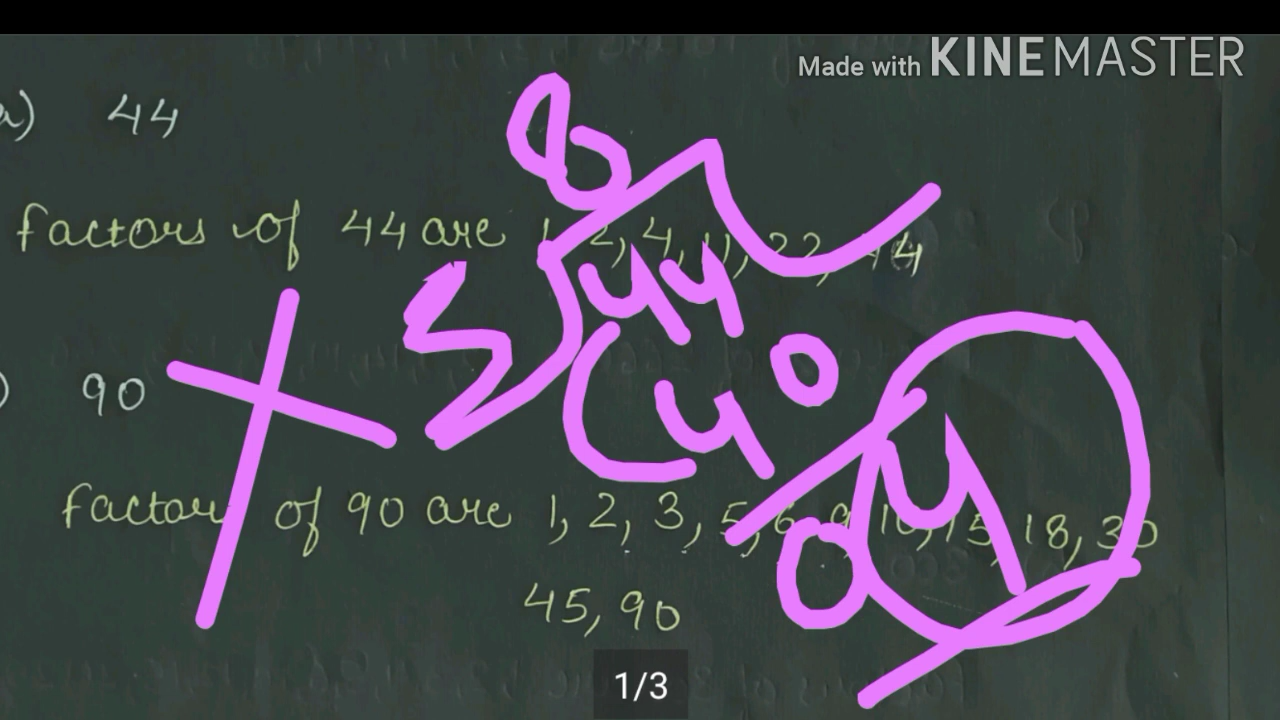 Made with KINEMASTER
a) 44
8
factors of 44 are 1, 2, 4, 11, 22, 44
5 44
40
90
04
factors of 90 are 1, 2, 3, 5, 6, 9, 10, 15, 18, 30
45, 90
1/3